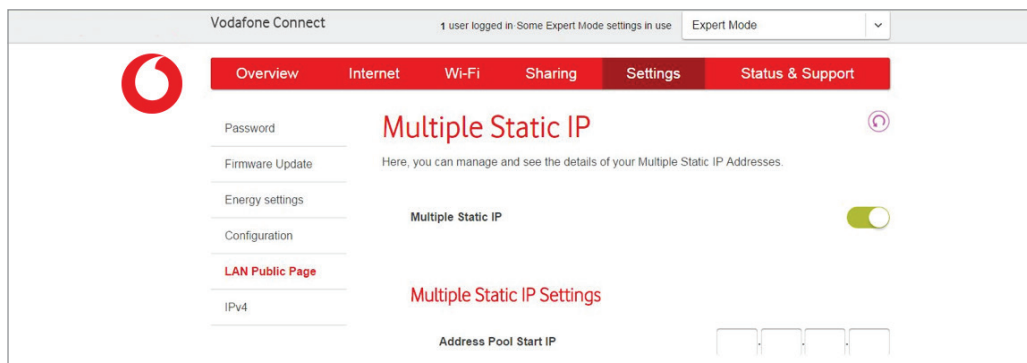 Vodafone Connect
1 user logged in·Some Expert Mode settings in use
Expert Mode
Overview Internet Wi-Fi Sharing Settings Status & Support
Password
Firmware Update
Energy settings
Configuration
LAN Public Page
IPv4
Multiple Static IP
Here, you can manage and see the details of your Multiple Static IP Addresses.
Multiple Static IP
Multiple Static IP Settings
Address Pool Start IP . . .